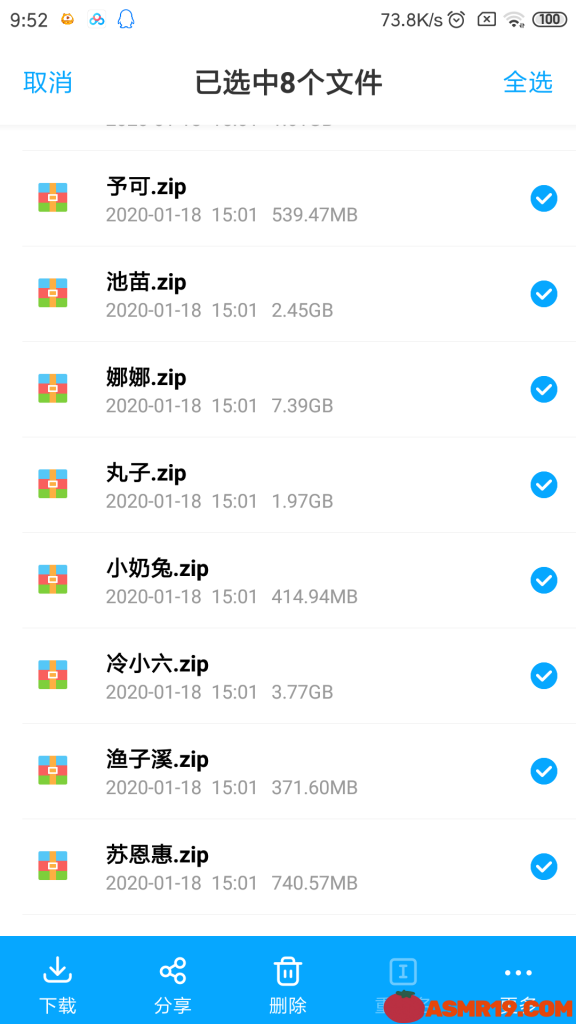 9:52 73.8K/s 100
取消 已选中8个文件 全选
予可.zip
2020-01-18 15:01 539.47MB
池苗.zip
2020-01-18 15:01 2.45GB
娜娜.zip
2020-01-18 15:01 7.39GB
丸子.zip
2020-01-18 15:01 1.97GB
小奶兔.zip
2020-01-18 15:01 414.94MB
冷小六.zip
2020-01-18 15:01 3.77GB
渔子溪.zip
2020-01-18 15:01 371.60MB
苏恩惠.zip
2020-01-18 15:01 740.57MB
下载 分享 删除 更多
ASMR19.COM